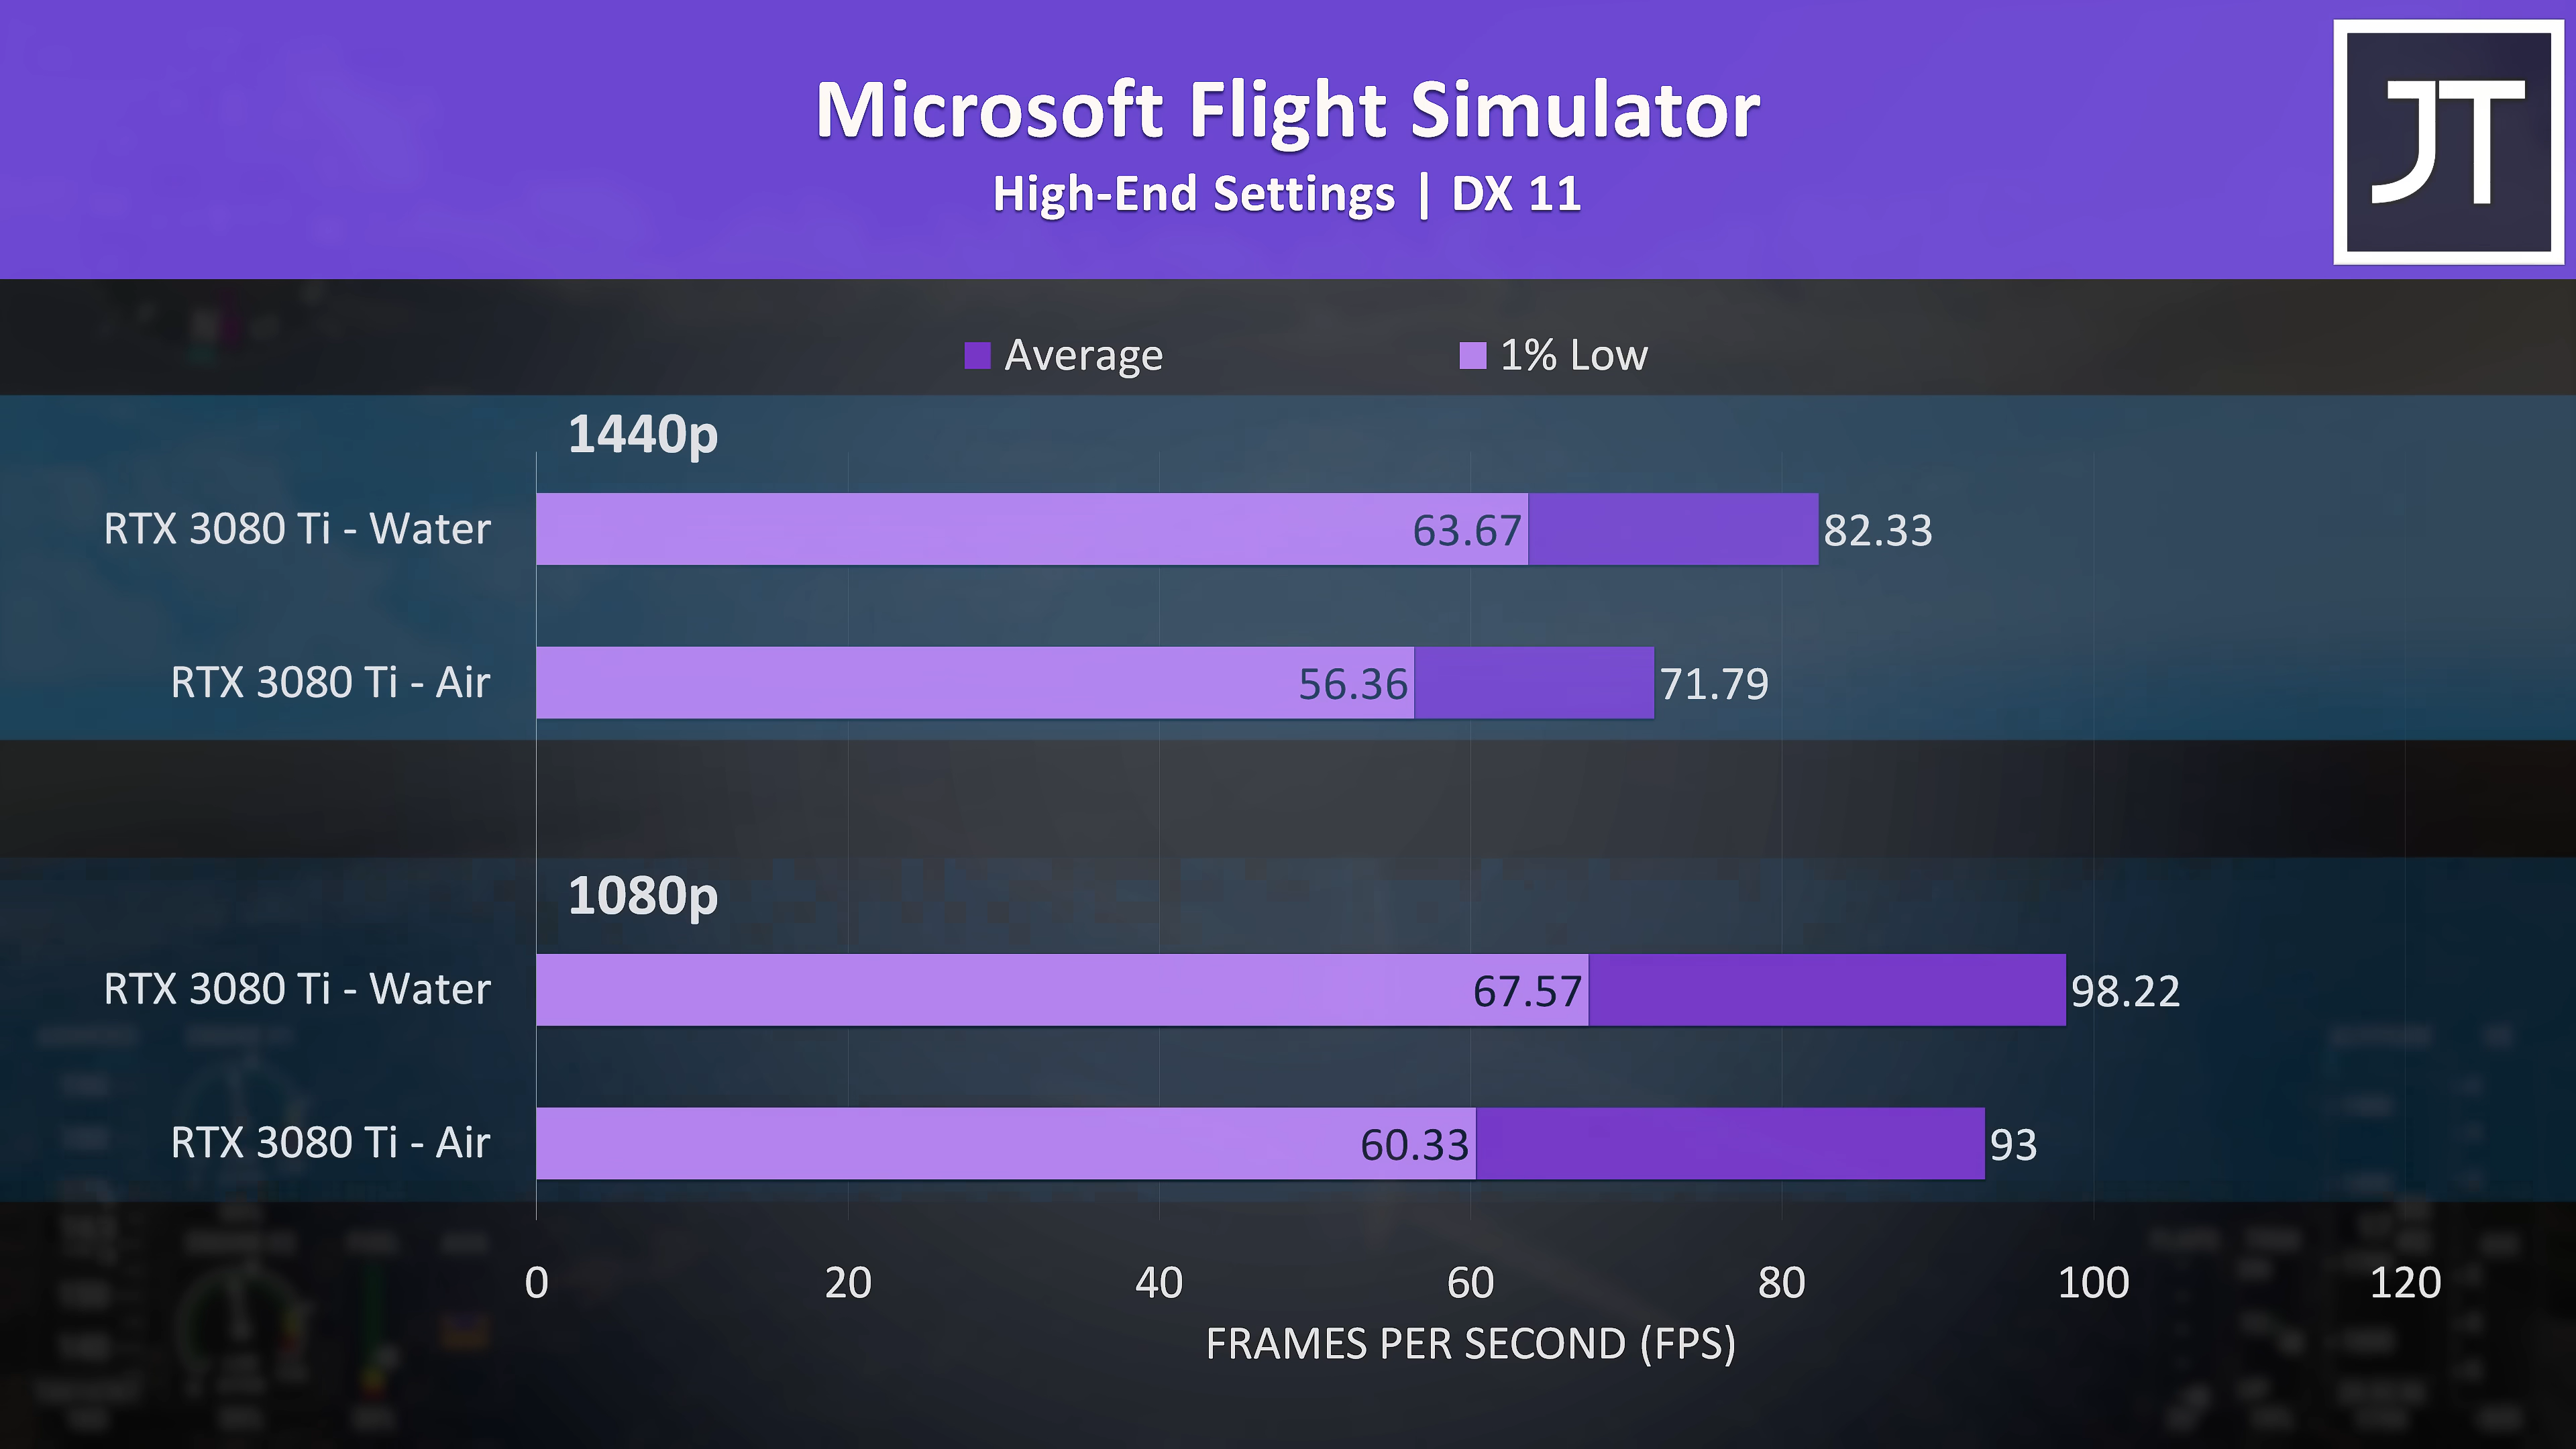 Microsoft Flight Simulator
High-End Settings | DX 11
JT
Average 1% Low
1440p
RTX 3080 Ti - Water 63.67 82.33
RTX 3080 Ti - Air 56.36 71.79
1080p
RTX 3080 Ti - Water 67.57 98.22
RTX 3080 Ti - Air 60.33 93
0 20 40 60 80 100 120
FRAMES PER SECOND (FPS)